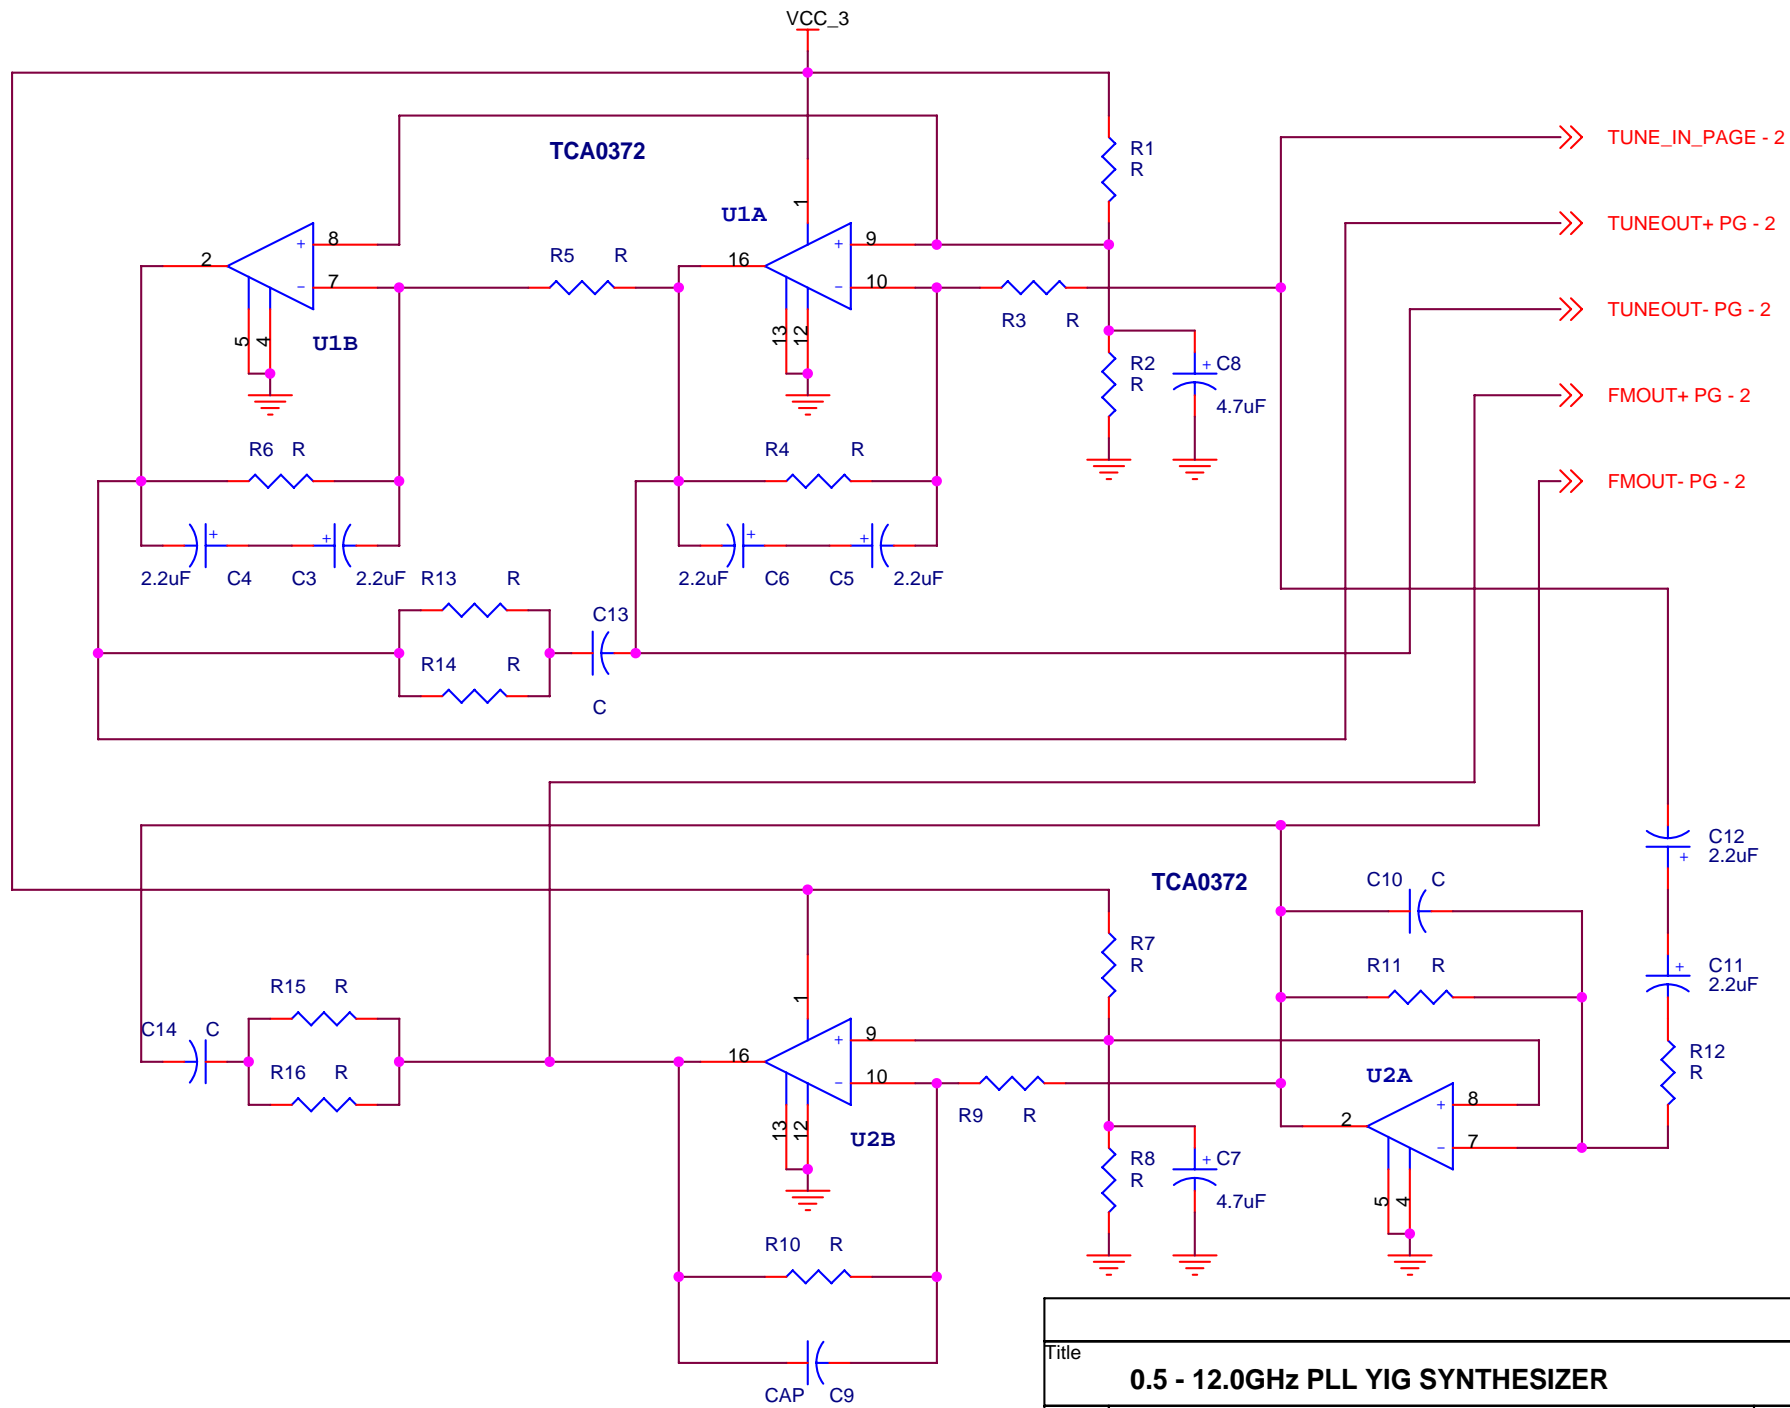 VCC_3
TCA0372
R1
R
TUNE_IN_PAGE - 2
U1A
1
TUNEOUT+ PG - 2
8
+
2
7
−
R5 R
16
9
+
10
−
5
4
U1B
13
12
R3 R
TUNEOUT- PG - 2
R2
R
+ C8
4.7uF
FMOUT+ PG - 2
R6 R
R4 R
FMOUT- PG - 2
+
+
+
+
2.2uF C4 C3 2.2uF
2.2uF C6 C5 2.2uF
R13 R
C13
R14 R
C
C12
2.2uF
+
TCA0372
C10 C
R7
R
R11 R
+
C11
2.2uF
R15 R
C14 C
R16 R
1
16
9
+
10
−
13
12
U2B
R9 R
U2A
8
+
2
7
−
5
4
R12
R
R8
R
+ C7
4.7uF
R10 R
CAP C9
Title
0.5 - 12.0GHz PLL YIG SYNTHESIZER